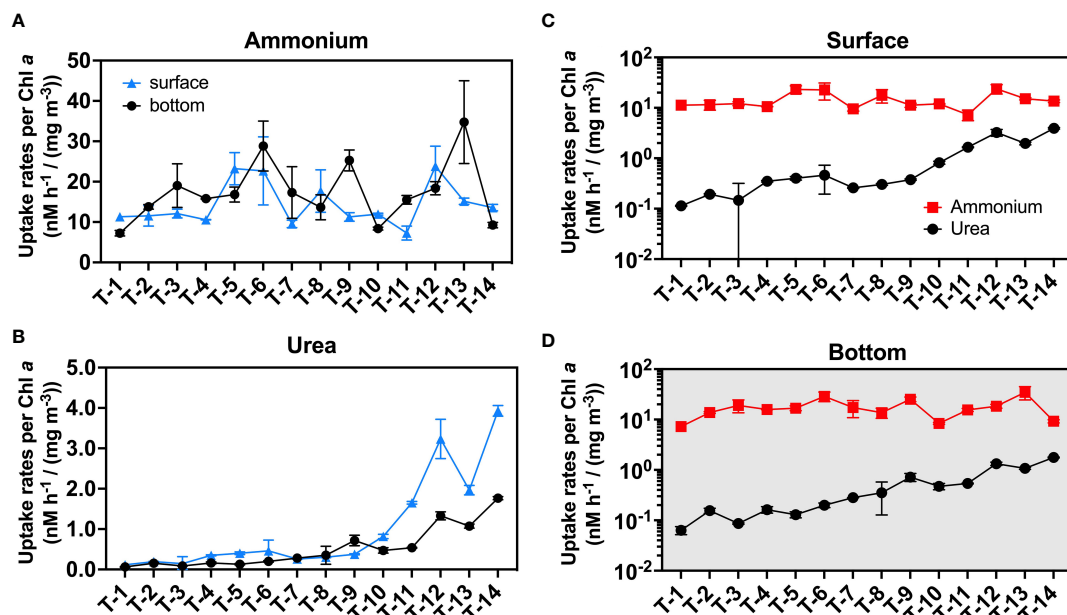 A
Ammonium
Uptake rates per Chl a
(nM h-1 / (mg m-3))
50
40
30
20
10
0
surface
bottom
T-1 T-2 T-3 T-4 T-5 T-6 T-7 T-8 T-9 T-10 T-11 T-12 T-13 T-14
B
Urea
Uptake rates per Chl a
(nM h-1 / (mg m-3))
5.0
4.0
3.0
2.0
1.0
0.0
T-1 T-2 T-3 T-4 T-5 T-6 T-7 T-8 T-9 T-10 T-11 T-12 T-13 T-14
C
Surface
Uptake rates per Chl a
(nM h-1 / (mg m-3))
10 2
10 1
10 0
10 -1
10 -2
Ammonium
Urea
T-1 T-2 T-3 T-4 T-5 T-6 T-7 T-8 T-9 T-10 T-11 T-12 T-13 T-14
D
Bottom
Uptake rates per Chl a
(nM h-1 / (mg m-3))
10 2
10 1
10 0
10 -1
10 -2
T-1 T-2 T-3 T-4 T-5 T-6 T-7 T-8 T-9 T-10 T-11 T-12 T-13 T-14